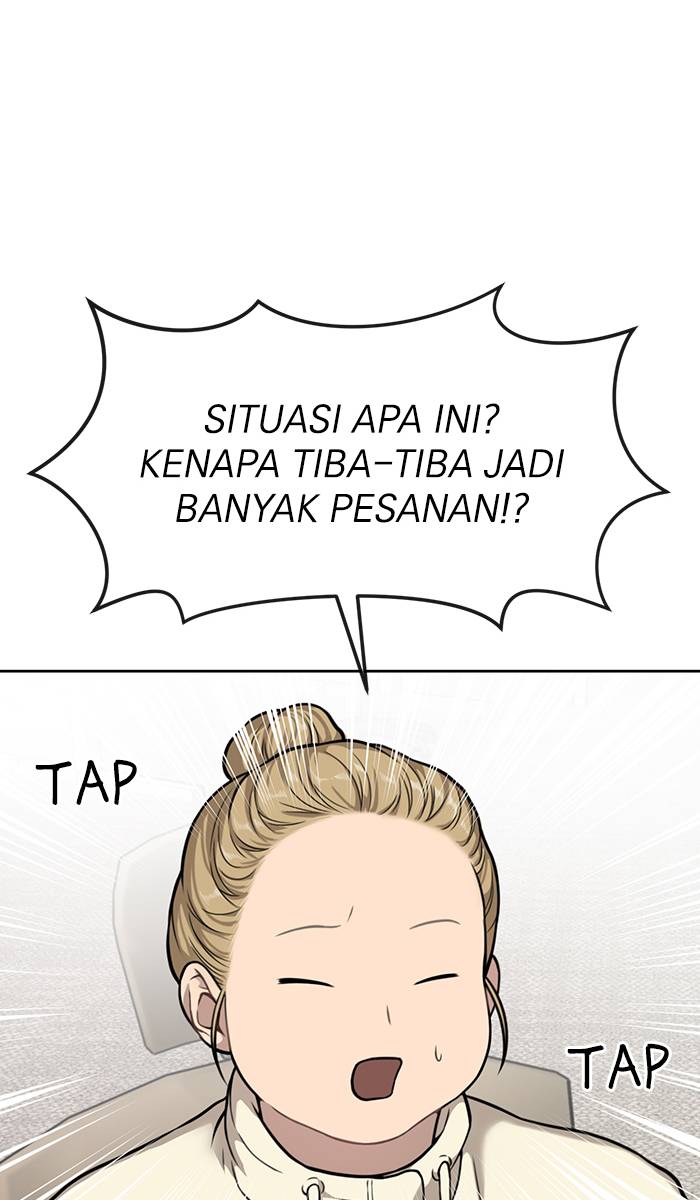 SITUASI APA INI?
KENAPA TIBA-TIBA JADI
BANYAK PESANAN!?
TAP
TAP